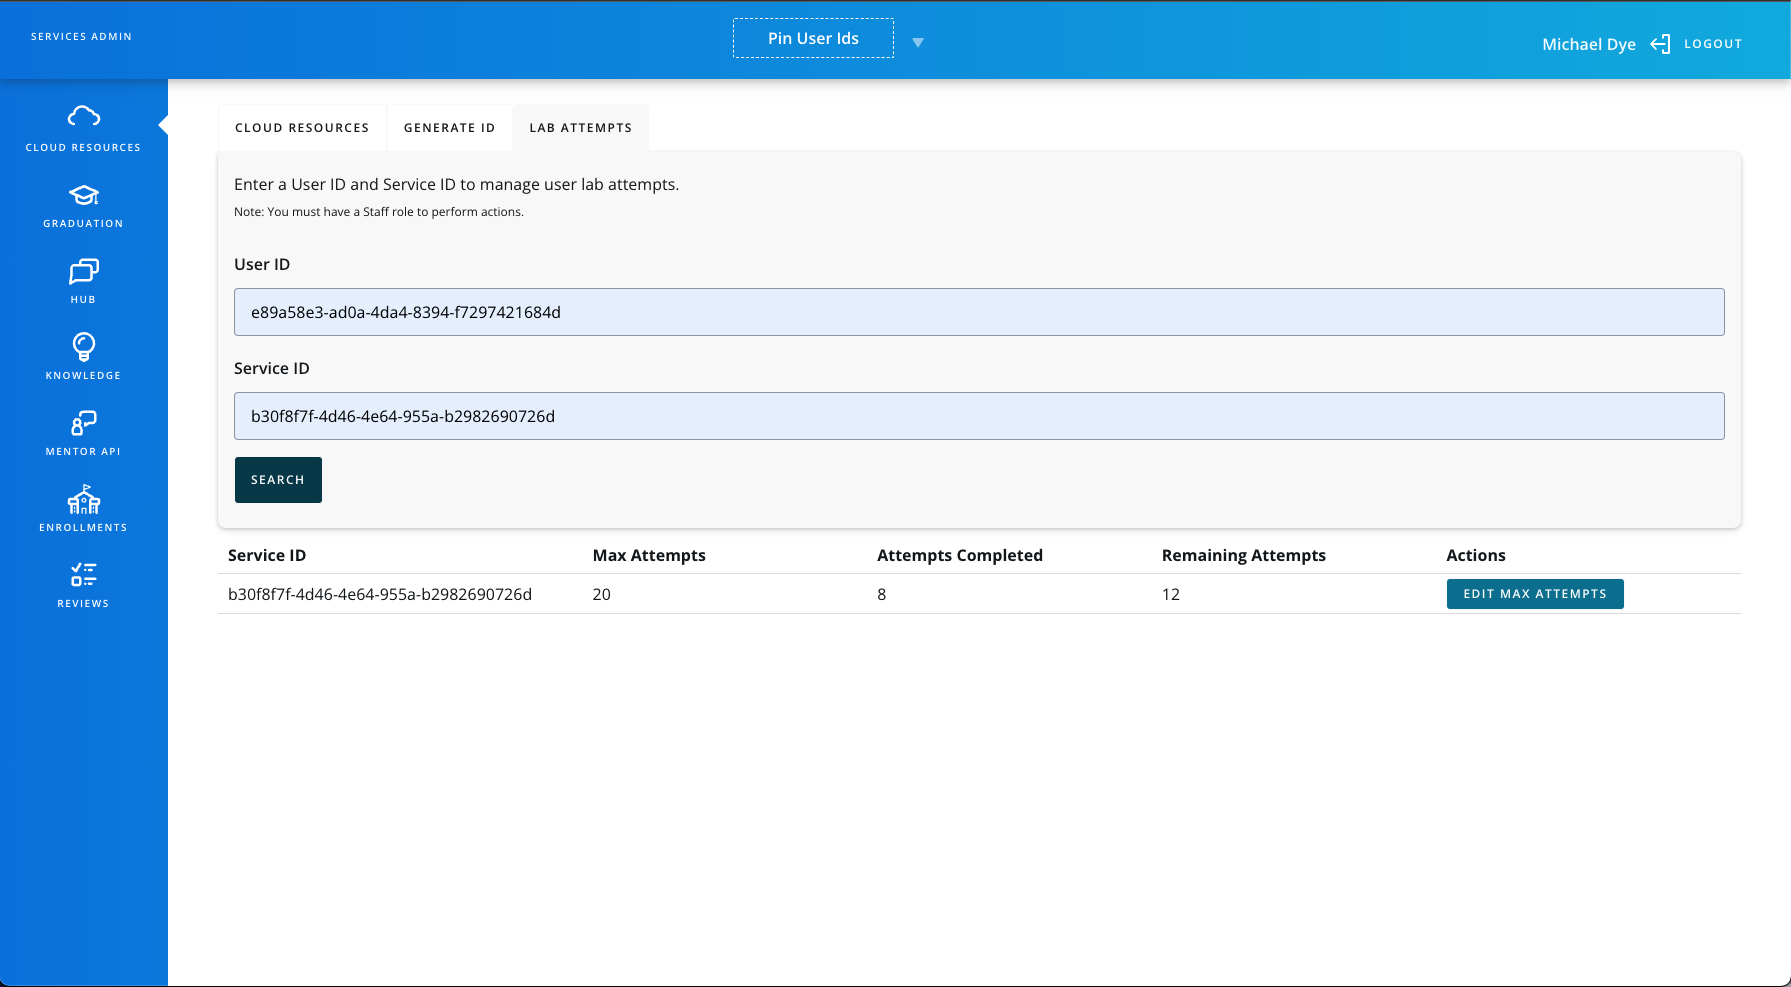 SERVICES ADMIN
Pin User Ids
Michael Dye
LOGOUT
CLOUD RESOURCES
GRADUATION
HUB
KNOWLEDGE
MENTOR API
ENROLLMENTS
REVIEWS
CLOUD RESOURCES GENERATE ID LAB ATTEMPTS
Enter a User ID and Service ID to manage user lab attempts.
Note: You must have a Staff role to perform actions.
User ID
e89a58e3-ad0a-4da4-8394-f7297421684d
Service ID
b30f8f7f-4d46-4e64-955a-b2982690726d
SEARCH
Service ID Max Attempts Attempts Completed Remaining Attempts Actions
b30f8f7f-4d46-4e64-955a-b2982690726d 20 8 12 EDIT MAX ATTEMPTS